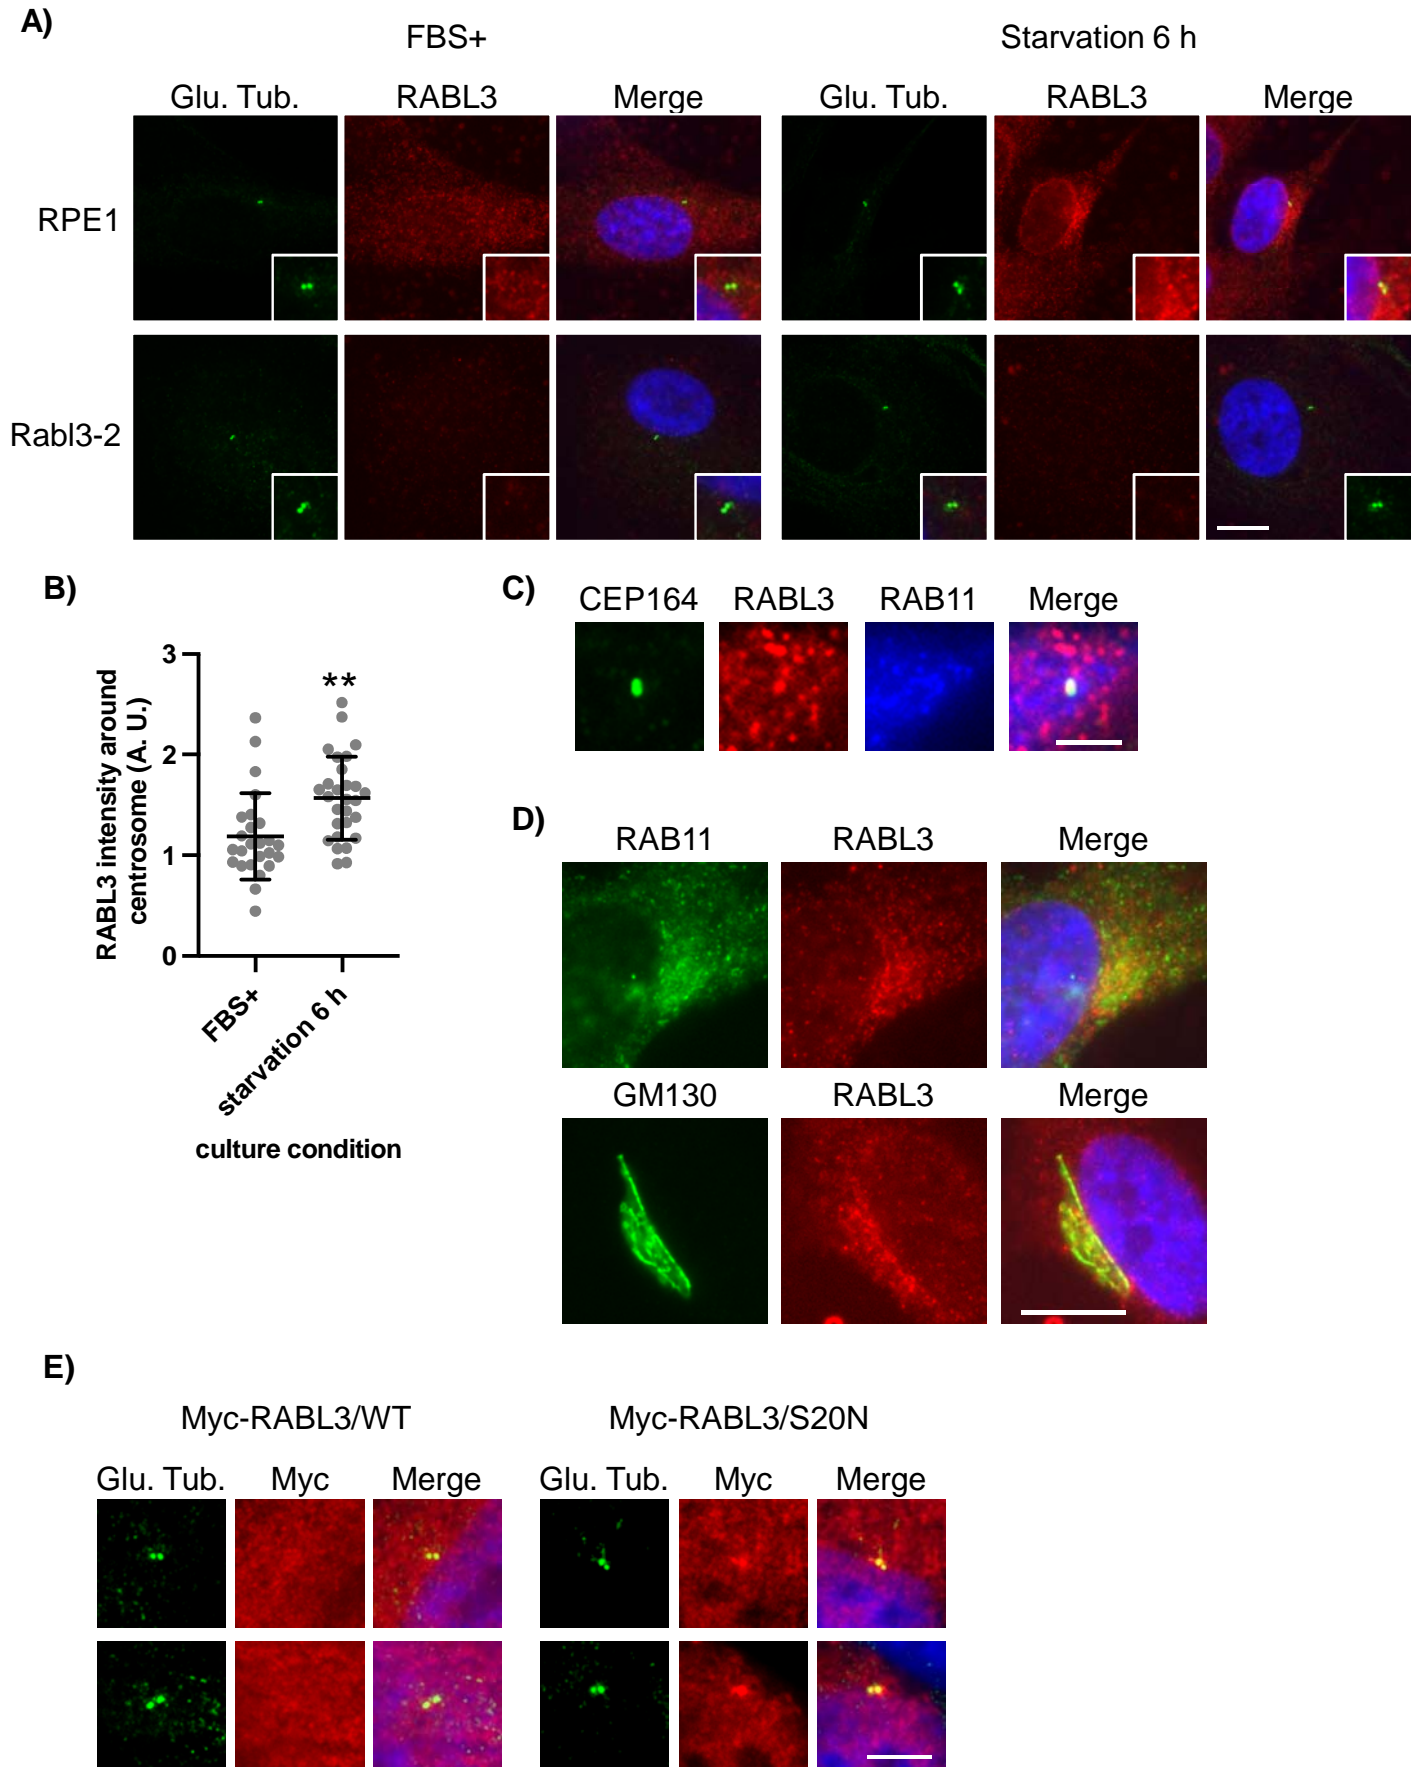 A)
FBS+
Starvation 6 h
Glu. Tub. RABL3 Merge Glu. Tub. RABL3 Merge
RPE1
Rabl3-2
B)
3
2
1
0
RABL3 intensity around
centrosome (A. U.)
**
FBS+
starvation 6 h
culture condition
C)
CEP164 RABL3 RAB11 Merge
D)
RAB11 RABL3 Merge
GM130 RABL3 Merge
E)
Myc-RABL3/WT Myc-RABL3/S20N
Glu. Tub. Myc Merge Glu. Tub. Myc Merge